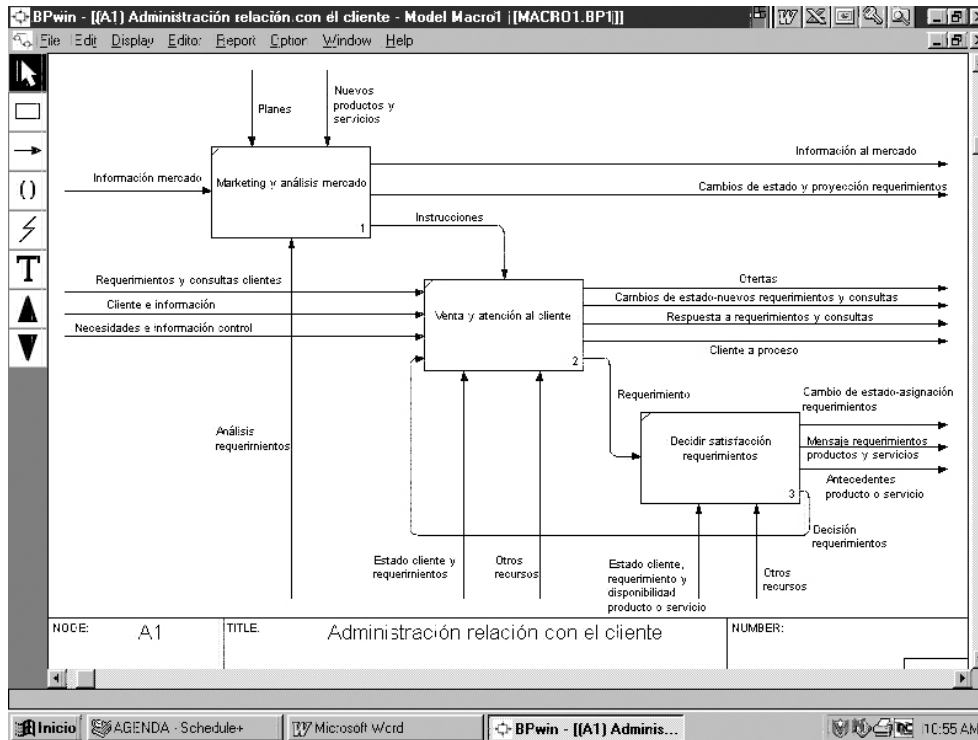 BPwin - [(A1) Administración relación con el cliente - Model Macro1 [MACRO1.BP1]]
File Edit Display Editor Report Option Window Help
Planes
Nuevos
productos y
servicios
Información mercado
Marketing y análisis mercado
1
Información al mercado
Cambios de estado y proyección requerimientos
Instrucciones
Requerimientos y consultas clientes
Cliente e información
Necesidades e información control
Venta y atención al cliente
2
Ofertas
Cambios de estado-nuevos requerimientos y consultas
Respuesta a requerimientos y consultas
Cliente a proceso
Requerimiento
Análisis
requerimientos
Decidir satisfacción
requerimientos
3
Cambio de estado-asignación
requerimientos
Mensaje requerimientos
productos y servicios
Antecedentes
producto o servicio
Decisión
requerimientos
Estado cliente y
requerimientos
Otros
recursos
Estado cliente,
requerimiento y
disponibilidad
producto o servicio
Otros
recursos
NODE:
A1
TITLE:
Administración relación con el cliente
NUMBER:
Inicio
AGENDA - Schedule+
Microsoft Word
BPwin - [(A1) Adminis...
10:55 AM